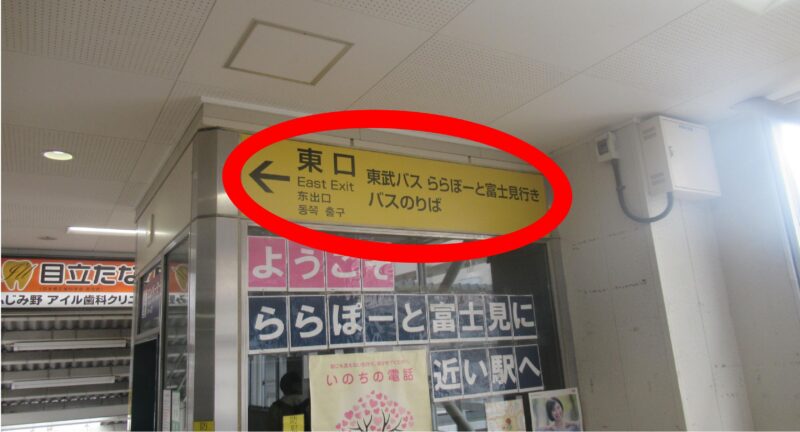 東口
East Exit
东出口
동쪽 출구
東武バス ららぽーと富士見行き
バスのりば
ようこそ
ららぽーと富士見に
近い駅へ
いのちの電話
目立たな
ふじみ野 アイル歯科クリニ